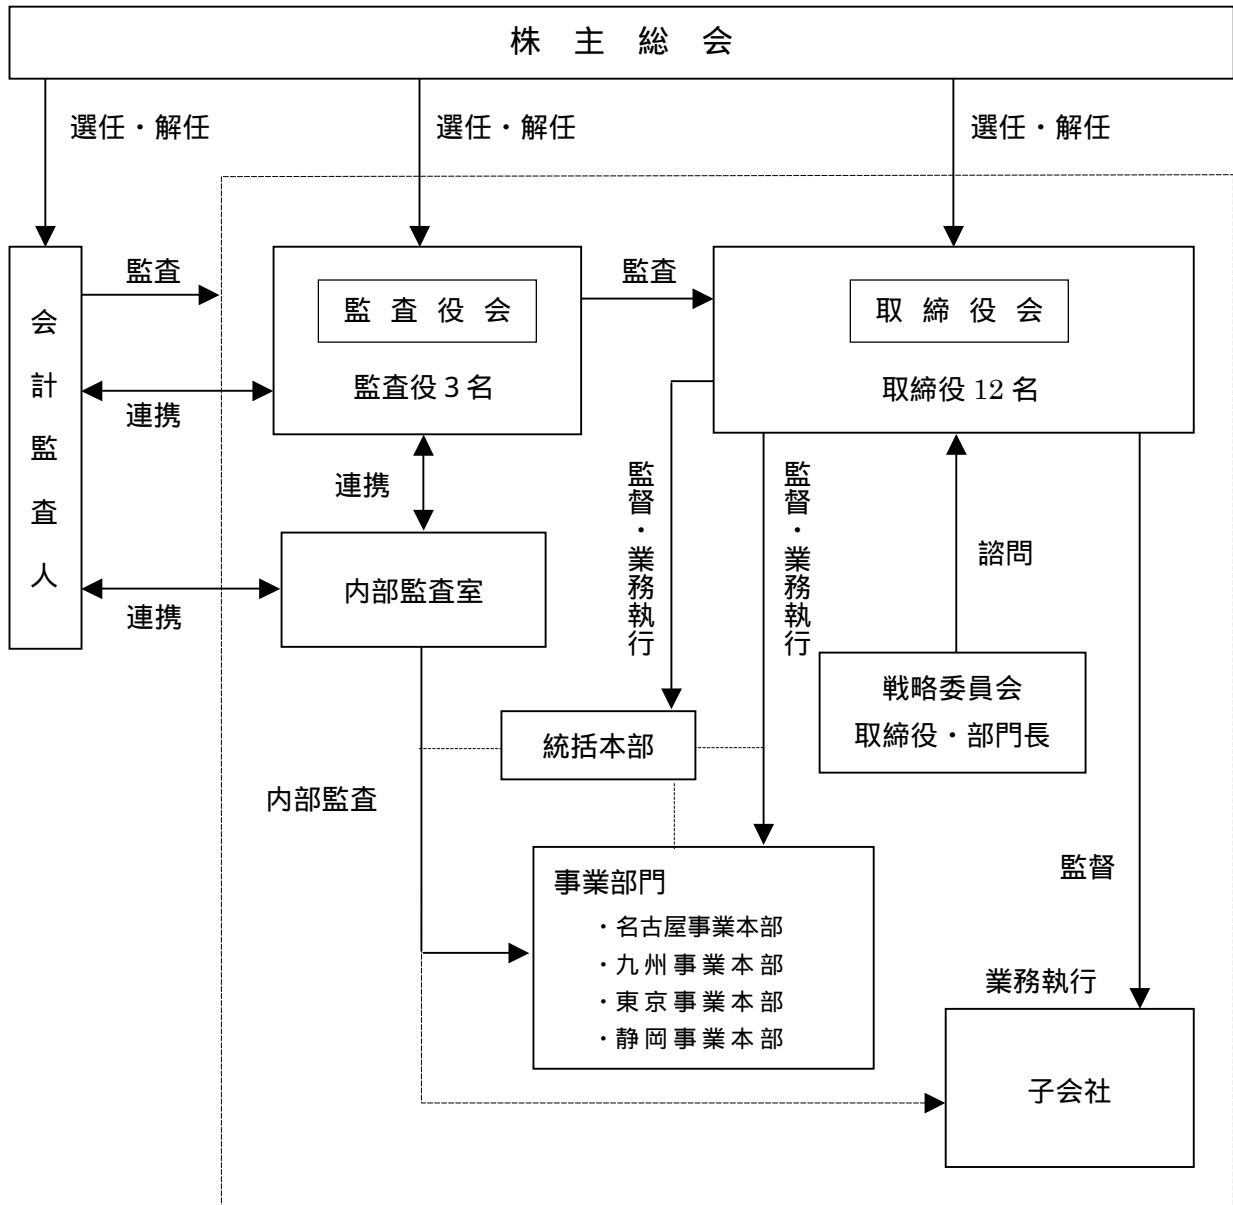 株 主 総 会
選任・解任
選任・解任
選任・解任
会計監査人
監査
監 査 役 会
監査役３名
監査
取 締 役 会
取締役 12 名
連携
連携
連携
内部監査室
監督・業務執行
監督・業務執行
諮問
戦略委員会
取締役・部門長
統括本部
内部監査
事業部門
・名古屋事業本部
・九州事業本部
・東京事業本部
・静岡事業本部
監督
業務執行
子会社